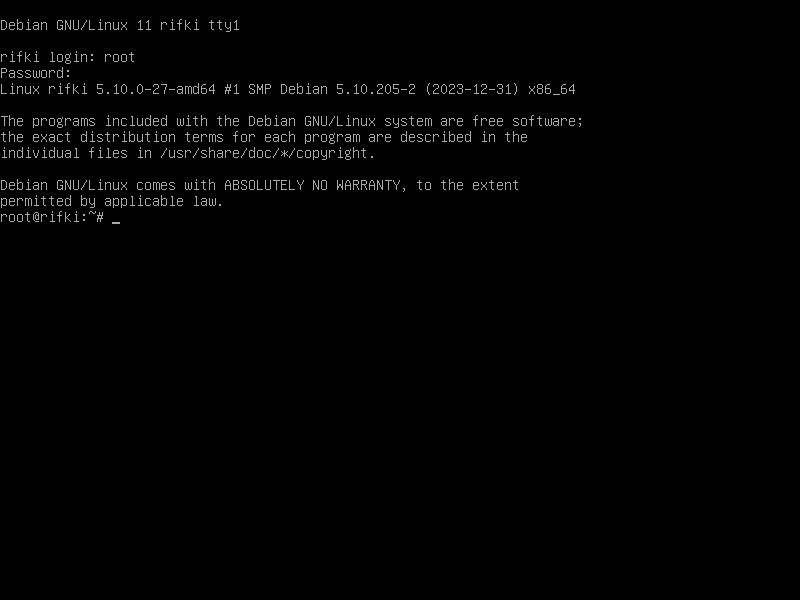 Debian GNU/Linux 11 rifki tty1
rifki login: root
Password:
Linux rifki 5.10.0-27-amd64 #1 SMP Debian 5.10.205-2 (2023-12-31) x86_64
The programs included with the Debian GNU/Linux system are free software;
the exact distribution terms for each program are described in the
individual files in /usr/share/doc/*/copyright.
Debian GNU/Linux comes with ABSOLUTELY NO WARRANTY, to the extent
permitted by applicable law.
root@rifki:~# _